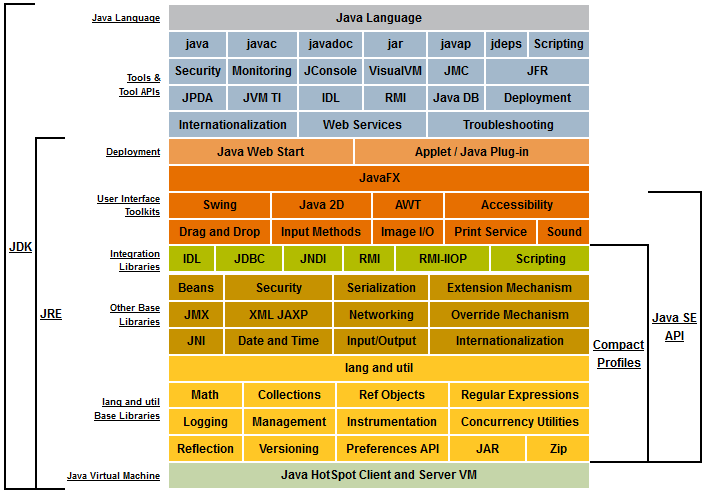 Java Language
Java Language
java javac javadoc jar javap jdeps Scripting
Tools &
Tool APIs
Security Monitoring JConsole VisualVM JMC JFR
JPDA JVM TI IDL RMI Java DB Deployment
Internationalization Web Services Troubleshooting
Deployment
Java Web Start Applet / Java Plug-in
JavaFX
User Interface
Toolkits
Swing Java 2D AWT Accessibility
Drag and Drop Input Methods Image I/O Print Service Sound
Integration
Libraries
IDL JDBC JNDI RMI RMI-IIOP Scripting
JDK
JRE
Other Base
Libraries
Beans Security Serialization Extension Mechanism
JMX XML JAXP Networking Override Mechanism
JNI Date and Time Input/Output Internationalization
Java SE
API
Compact
Profiles
lang and util
lang and util
Base Libraries
Math Collections Ref Objects Regular Expressions
Logging Management Instrumentation Concurrency Utilities
Reflection Versioning Preferences API JAR Zip
Java Virtual Machine
Java HotSpot Client and Server VM